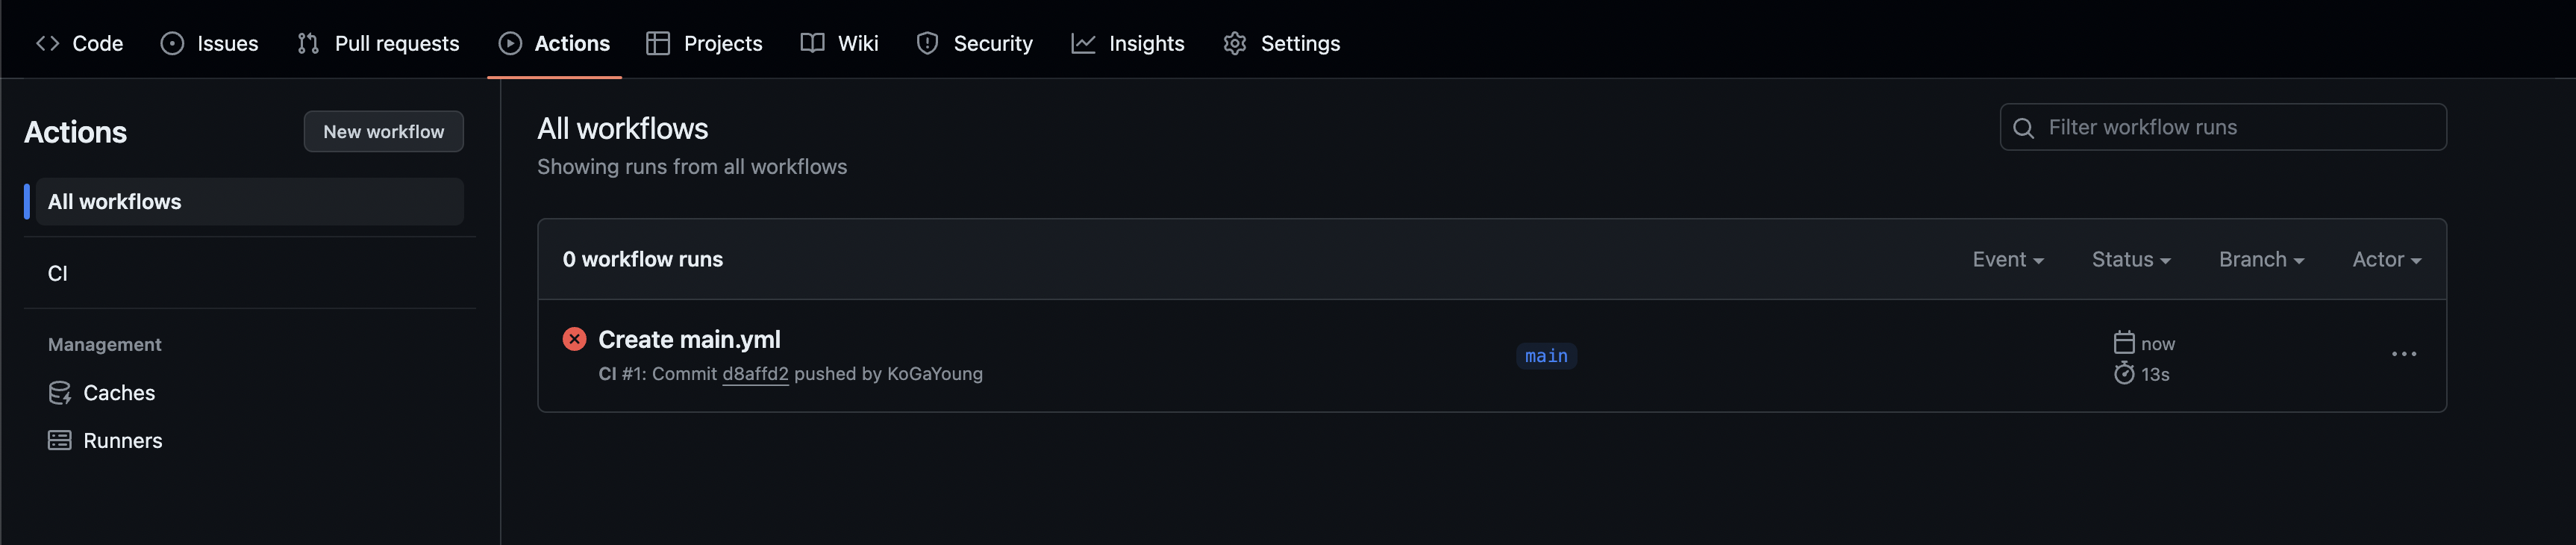 Code Issues Pull requests Actions Projects Wiki Security Insights Settings
Actions New workflow
All workflows
CI
Management
Caches
Runners
All workflows
Showing runs from all workflows
Filter workflow runs
0 workflow runs Event Status Branch Actor
Create main.yml
CI #1: Commit d8affd2 pushed by KoGaYoung
main
now
13s